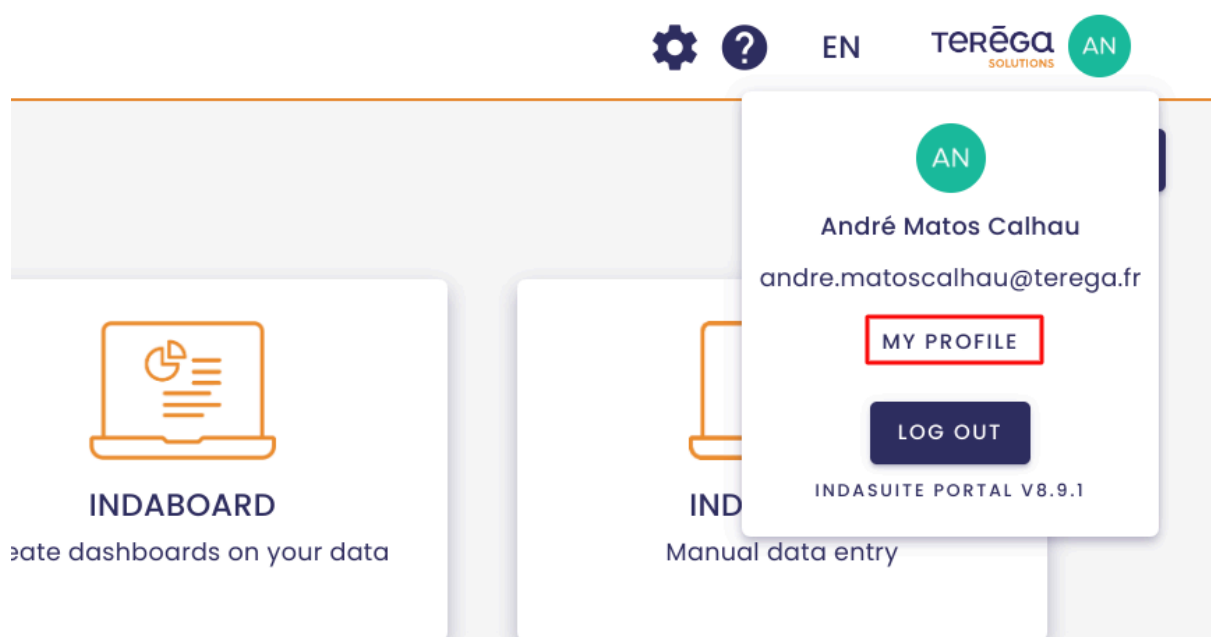 ?
EN
TERĒGA
SOLUTIONS
AN
AN
André Matos Calhau
andre.matoscalhau@terega.fr
MY PROFILE
LOG OUT
INDASUITE PORTAL V8.9.1
INDABOARD
eate dashboards on your data
IND
Manual data entry